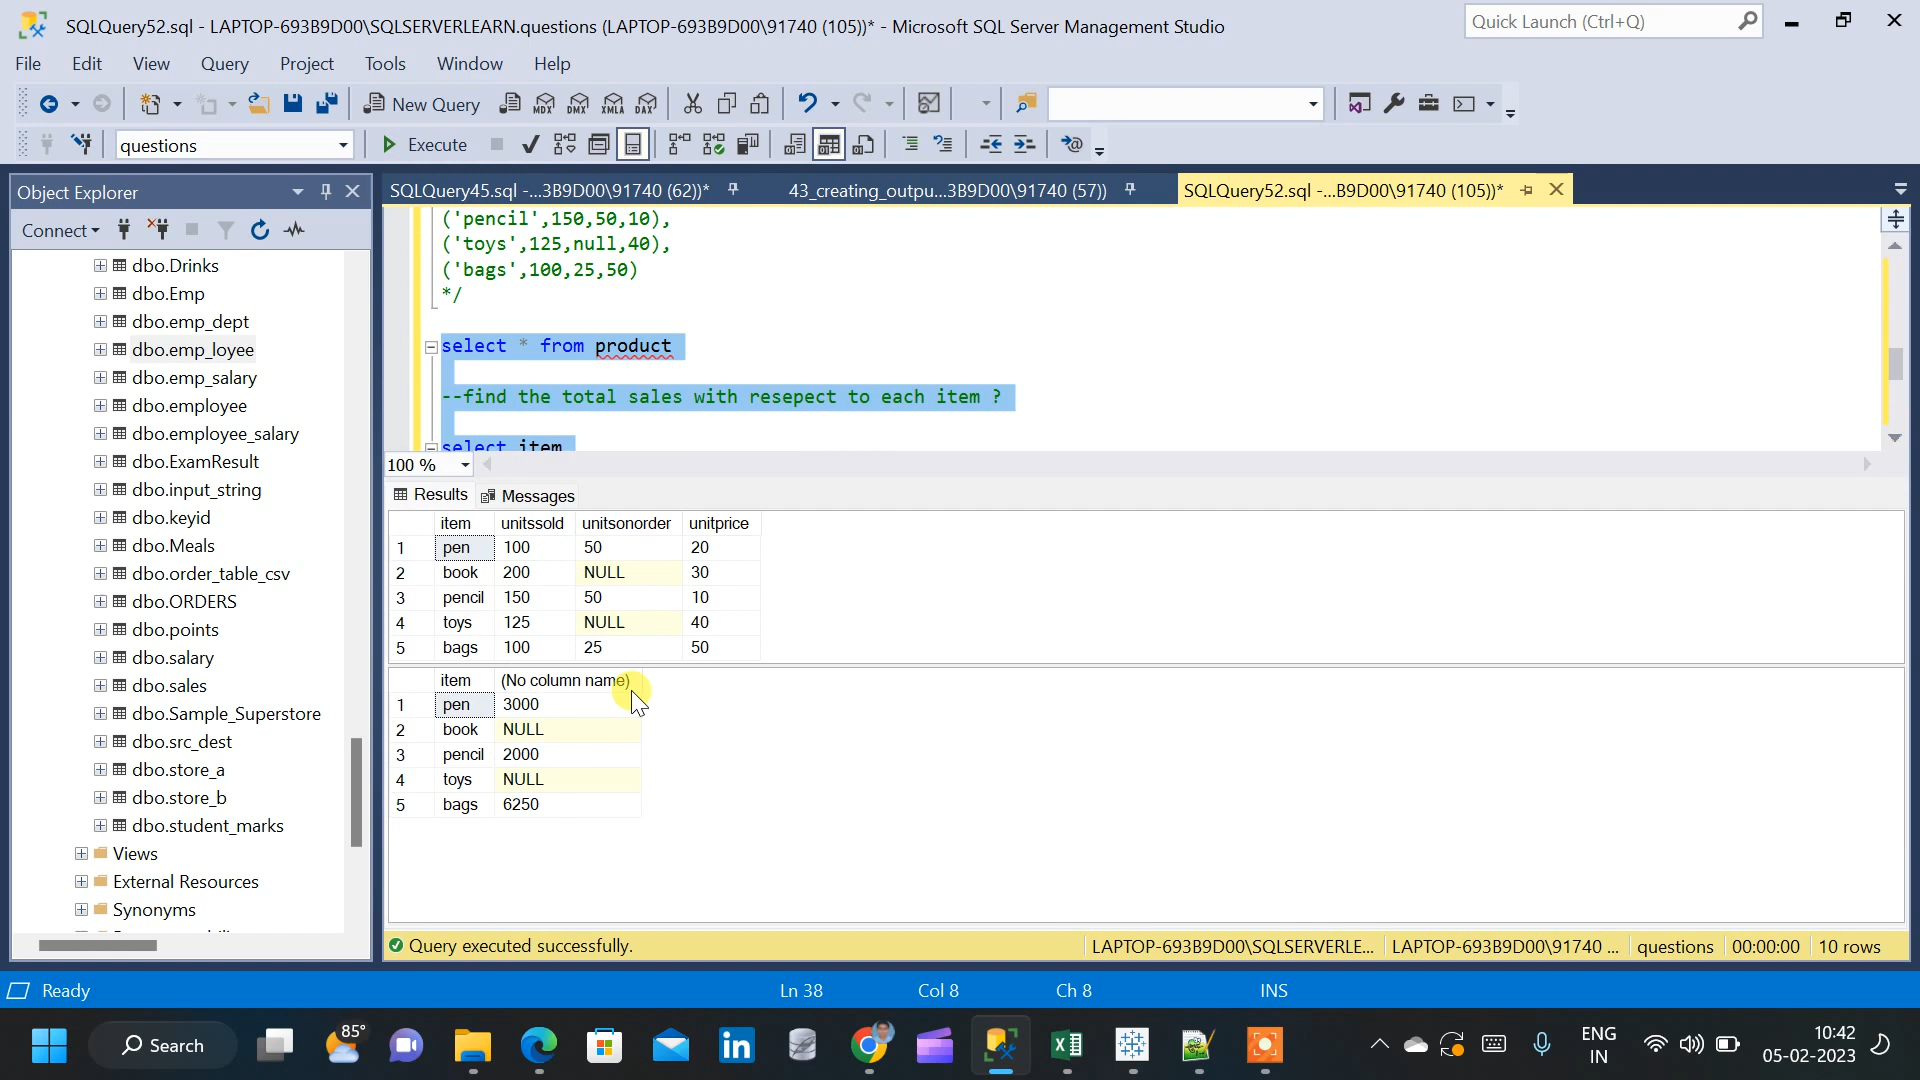 SQLQuery52.sql - LAPTOP-693B9D00\SQLSERVERLEARN.questions (LAPTOP-693B9D00\91740 (105))* - Microsoft SQL Server Management Studio
Quick Launch (Ctrl+Q)
File Edit View Query Project Tools Window Help
New Query
MDX DMX XMLA DAX
questions
Execute
Object Explorer
Connect
dbo.Drinks
dbo.Emp
dbo.emp_dept
dbo.emp_loyee
dbo.emp_salary
dbo.employee
dbo.employee_salary
dbo.ExamResult
dbo.input_string
dbo.keyid
dbo.Meals
dbo.order_table_csv
dbo.ORDERS
dbo.points
dbo.salary
dbo.sales
dbo.Sample_Superstore
dbo.src_dest
dbo.store_a
dbo.store_b
dbo.student_marks
Views
External Resources
Synonyms
SQLQuery45.sql -...3B9D00\91740 (62))*
43_creating_outpu...3B9D00\91740 (57))
SQLQuery52.sql -...B9D00\91740 (105))*
('pencil',150,50,10),
('toys',125,null,40),
('bags',100,25,50)
*/
select * from product
--find the total sales with resepect to each item ?
select item
100 %
Results Messages
item unitssold unitsonorder unitprice
1 pen 100 50 20
2 book 200 NULL 30
3 pencil 150 50 10
4 toys 125 NULL 40
5 bags 100 25 50
item (No column name)
1 pen 3000
2 book NULL
3 pencil 2000
4 toys NULL
5 bags 6250
Query executed successfully.
LAPTOP-693B9D00\SQLSERVERLE... LAPTOP-693B9D00\91740 ... questions 00:00:00 10 rows
Ready
Ln 38 Col 8 Ch 8 INS
Search
85°
ENG
IN
10:42
05-02-2023